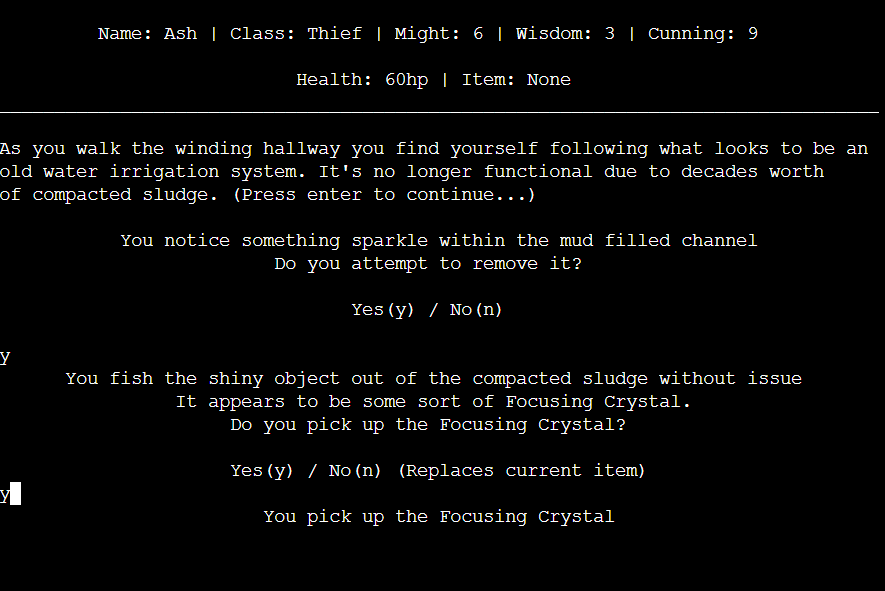 Name: Ash | Class: Thief | Might: 6 | Wisdom: 3 | Cunning: 9
Health: 60hp | Item: None
As you walk the winding hallway you find yourself following what looks to be an
old water irrigation system. It's no longer functional due to decades worth
of compacted sludge. (Press enter to continue...)
You notice something sparkle within the mud filled channel
Do you attempt to remove it?
Yes(y) / No(n)
y
You fish the shiny object out of the compacted sludge without issue
It appears to be some sort of Focusing Crystal.
Do you pick up the Focusing Crystal?
Yes(y) / No(n) (Replaces current item)
y
You pick up the Focusing Crystal